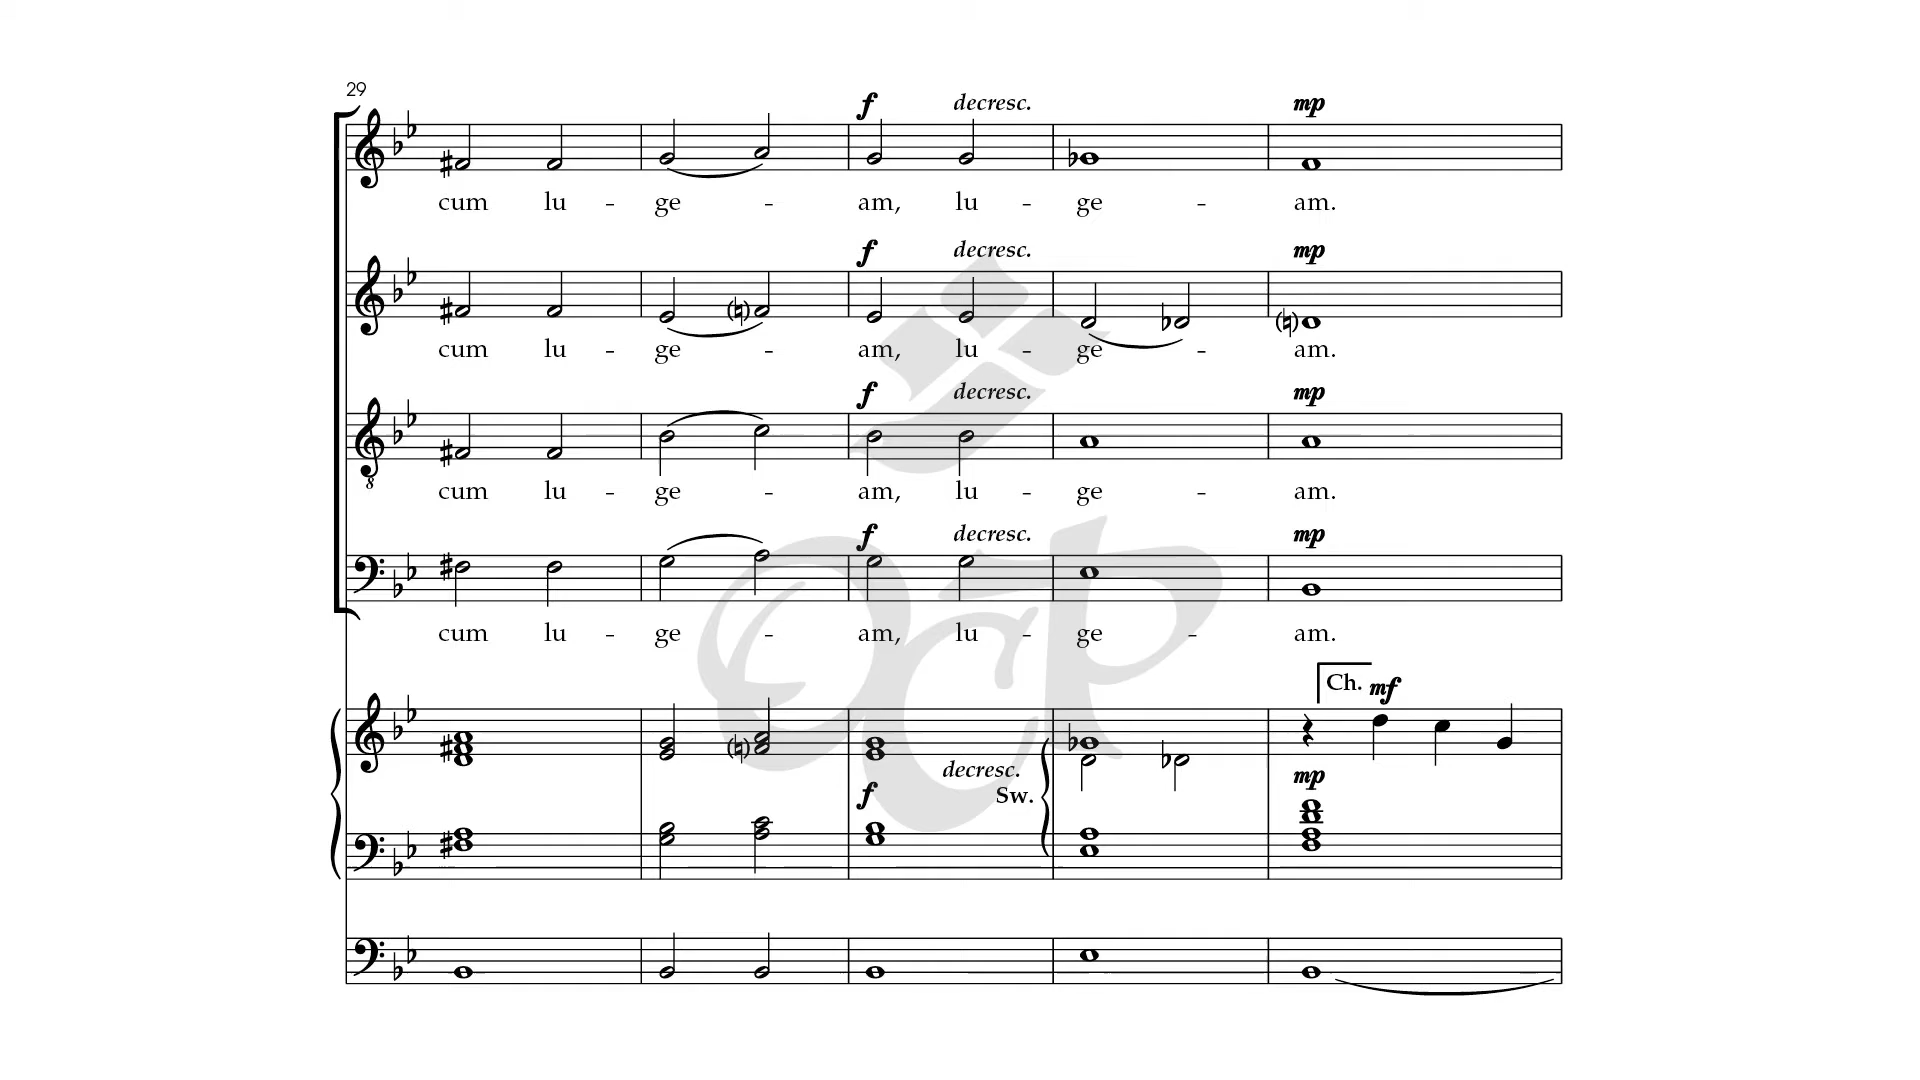 29
f decresc. mp
cum lu - ge - am, lu - ge - am.
f decresc. mp
cum lu - ge - am, lu - ge - am.
f decresc. mp
8
cum lu - ge - am, lu - ge - am.
f decresc. mp
cum lu - ge - am, lu - ge - am.
Ch. mf
decresc. mp
f Sw.
OCP